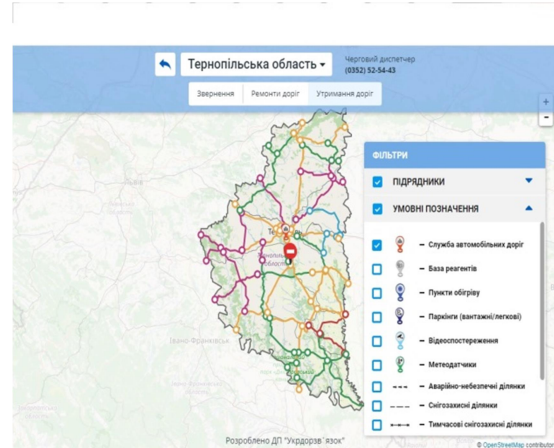 Тернопільська область
Черговий диспетчер
(0352) 52-54-43
Звернення
Ремонти доріг
Утримання доріг
+
-
ФІЛЬТРИ
ПІДРЯДНИКИ
УМОВНІ ПОЗНАЧЕННЯ
– Служба автомобільних доріг
– База реагентів
– Пункти обігріву
– Паркінги (вантажні/легкові)
– Відеоспостереження
– Метеодатчики
– Аварійно-небезпечні ділянки
– Снігозахисні ділянки
– Тимчасові снігозахисні ділянки
Івано-Франківськ
Розроблено ДП "Укрдорзв`язок"
© OpenStreetMap contributor